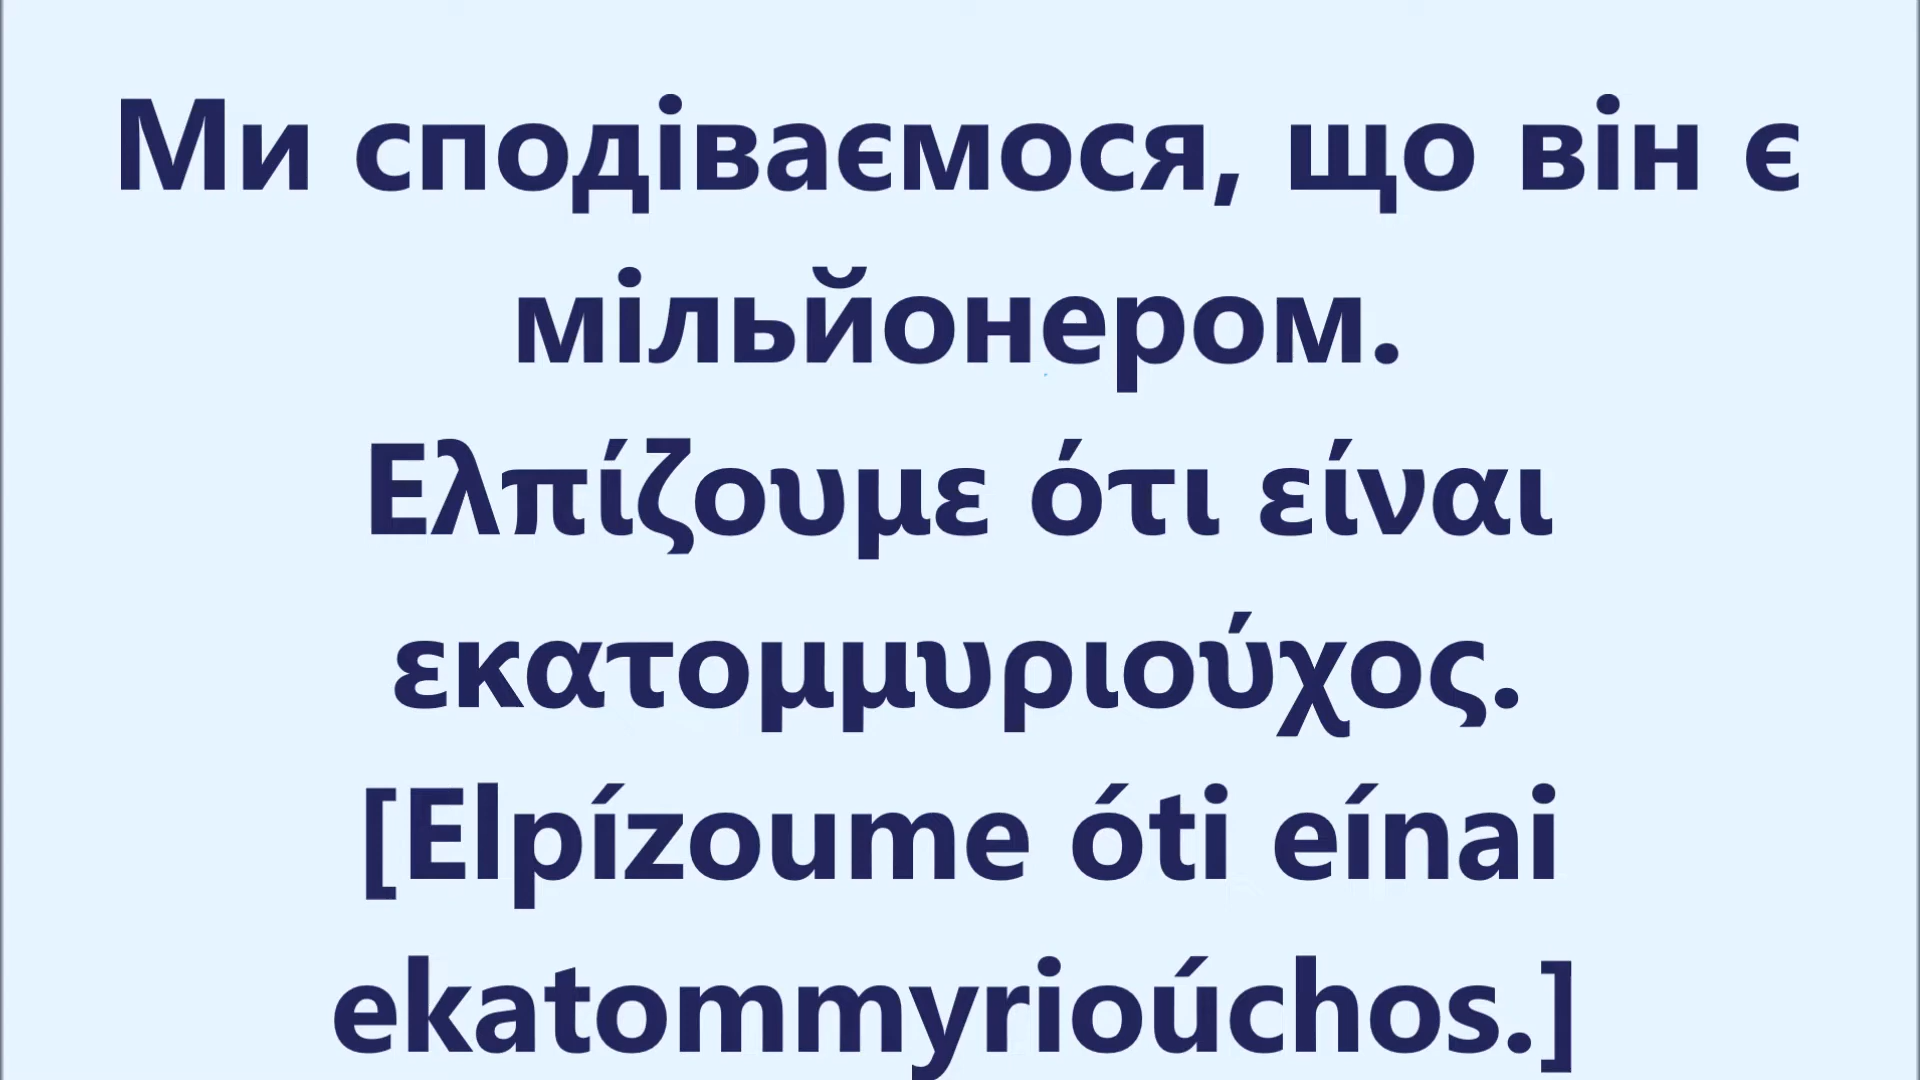 Ми сподіваємося, що він є
мільйонером.
Ελπίζουμε ότι είναι
εκατομμυριούχος.
[Elpízoume óti eínai
ekatommyrioúchos.]